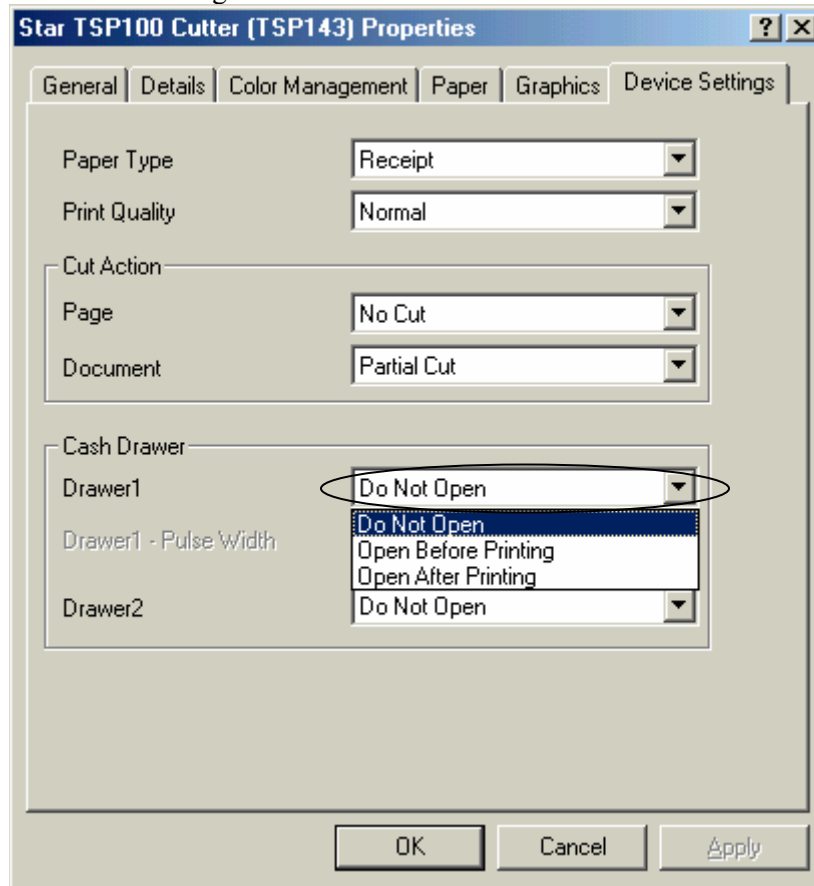 Star TSP100 Cutter (TSP143) Properties ? ×
General Details Color Management Paper Graphics Device Settings
Paper Type Receipt
Print Quality Normal
Cut Action
Page No Cut
Document Partial Cut
Cash Drawer
Drawer1 Do Not Open
Do Not Open
Drawer1 - Pulse Width Open Before Printing
Open After Printing
Drawer2 Do Not Open
OK Cancel Apply